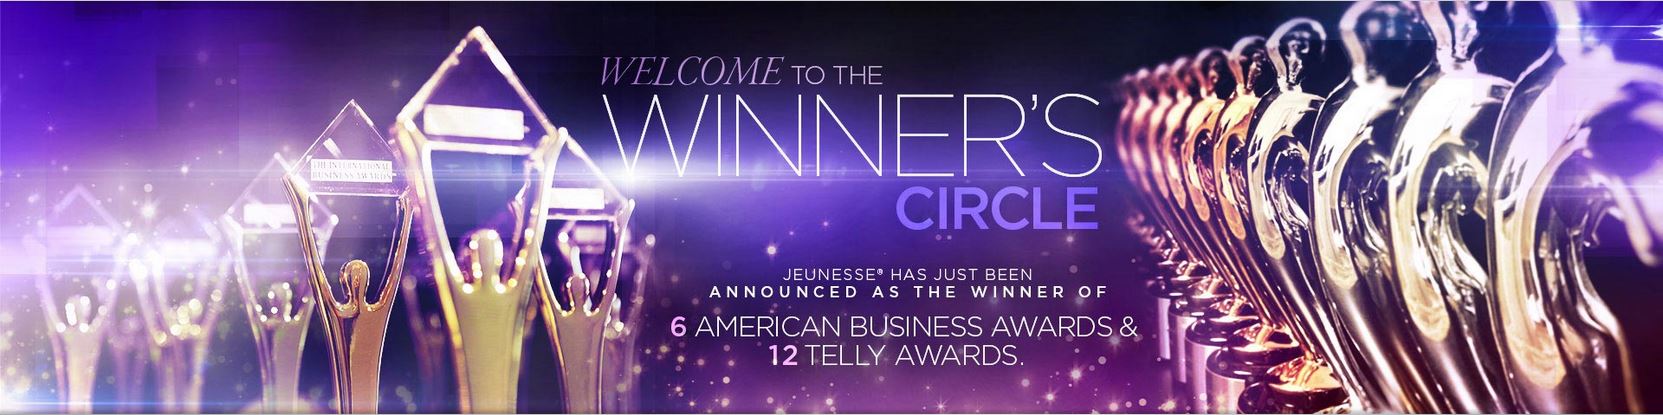 WELCOME TO THE
WINNER'S
CIRCLE
JEUNESSE® HAS JUST BEEN
ANNOUNCED AS THE WINNER OF
6 AMERICAN BUSINESS AWARDS &
12 TELLY AWARDS.
THE INTERNATIONAL
BUSINESS AWARDS